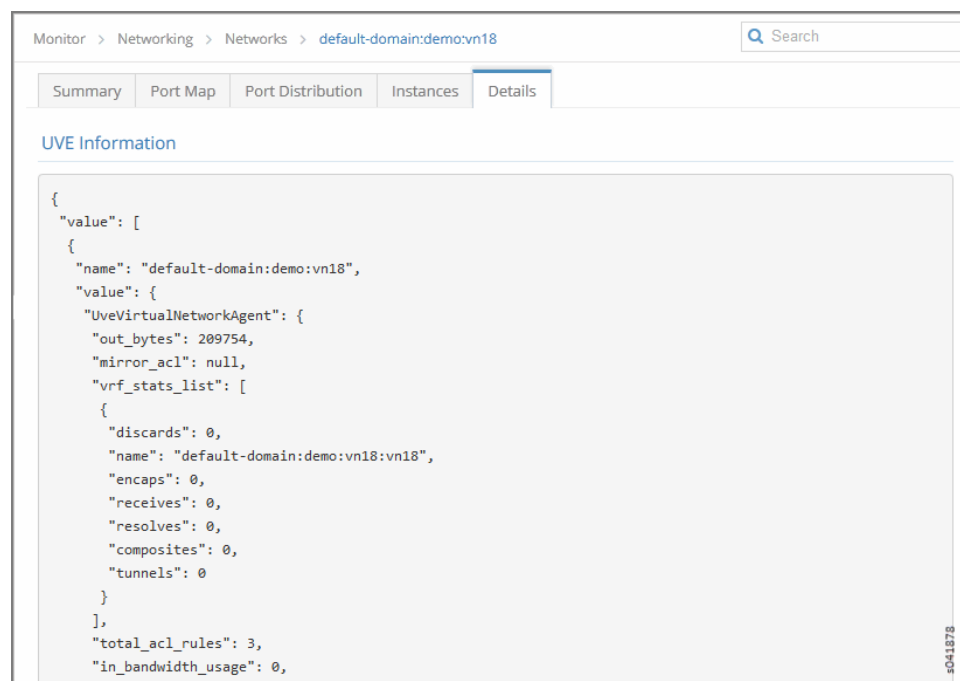 Monitor > Networking > Networks > default-domain:demo:vn18
Search
Summary Port Map Port Distribution Instances Details
UVE Information
{
"value": [
{
"name": "default-domain:demo:vn18",
"value": {
"UveVirtualNetworkAgent": {
"out_bytes": 209754,
"mirror_acl": null,
"vrf_stats_list": [
{
"discards": 0,
"name": "default-domain:demo:vn18:vn18",
"encaps": 0,
"receives": 0,
"resolves": 0,
"composites": 0,
"tunnels": 0
}
],
"total_acl_rules": 3,
"in_bandwidth_usage": 0,
s041878